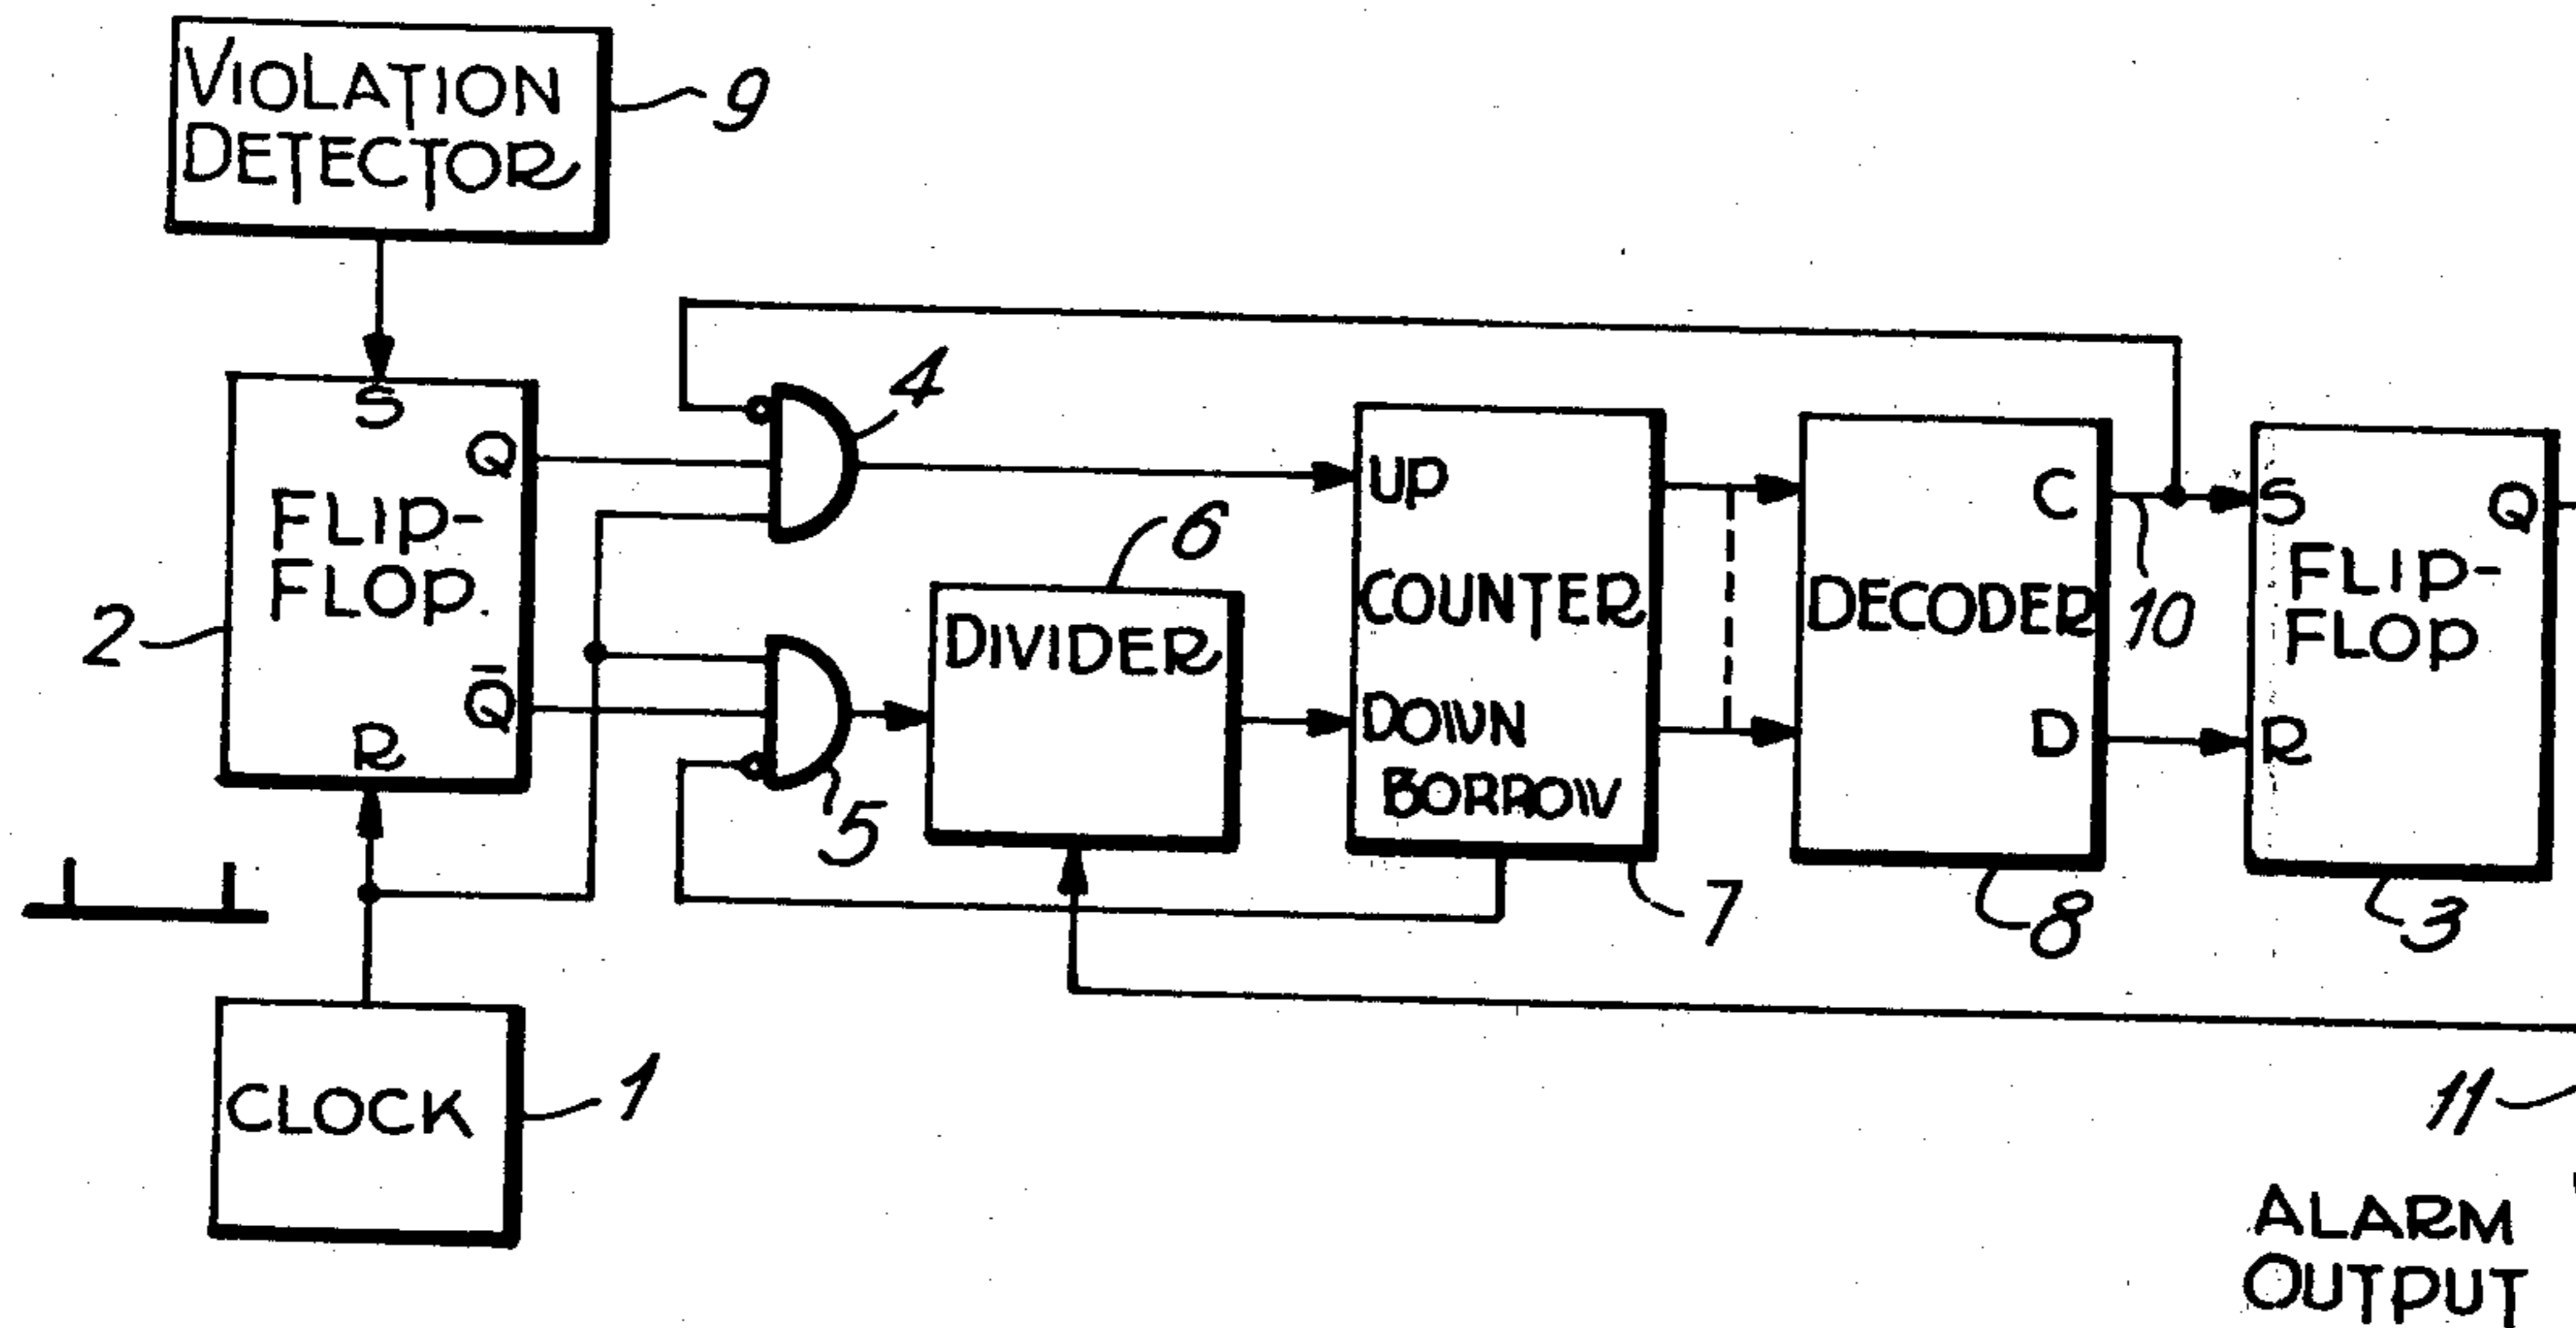 VIOLATION
DETECTOR
9
S
Q
FLIP-
FLOP
Q̅
R
2
4
5
6
DIVIDER
UP
COUNTER
DOWN
BORROW
7
C
DECODER
D
10
8
S
Q
FLIP-
FLOP
R
3
CLOCK
1
11
ALARM
OUTPUT